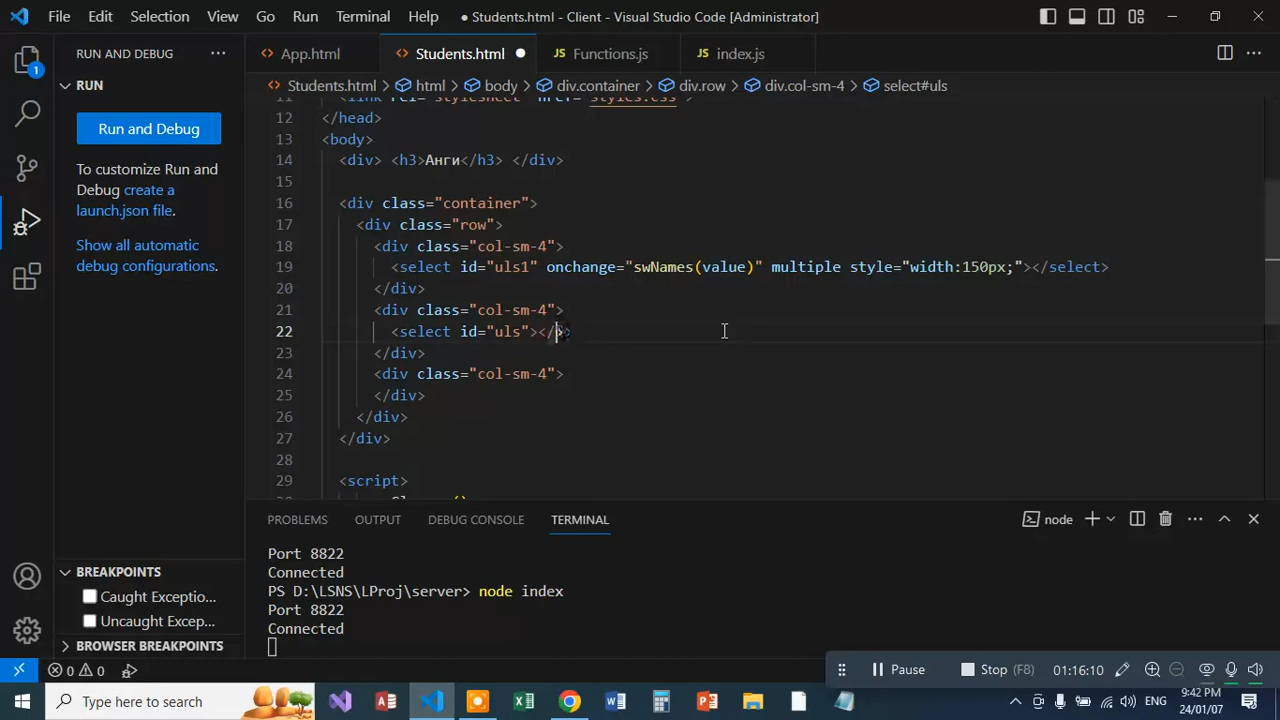 File Edit Selection View Go Run Terminal Help
● Students.html - Client - Visual Studio Code [Administrator]
RUN AND DEBUG ···
App.html Students.html ● JS Functions.js JS index.js
1
RUN
Run and Debug
To customize Run and
Debug create a
launch.json file.
Show all automatic
debug configurations.
BREAKPOINTS
Caught Exceptio...
Uncaught Excep...
BROWSER BREAKPOINTS
Students.html > html > body > div.container > div.row > div.col-sm-4 > select#uls
12 </head>
13 <body>
14 <div> <h3>Анги</h3> </div>
15
16 <div class="container">
17 <div class="row">
18 <div class="col-sm-4">
19 <select id="uls1" onchange="swNames(value)" multiple style="width:150px;"></select>
20 </div>
21 <div class="col-sm-4">
22 <select id="uls"></>
23 </div>
24 <div class="col-sm-4">
25 </div>
26 </div>
27 </div>
28
29 <script>
PROBLEMS OUTPUT DEBUG CONSOLE TERMINAL
node
Port 8822
Connected
PS D:\LSNS\LProj\server> node index
Port 8822
Connected
0 0
Pause Stop (F8) 01:16:10
Type here to search
ENG
9:42 PM
24/01/07